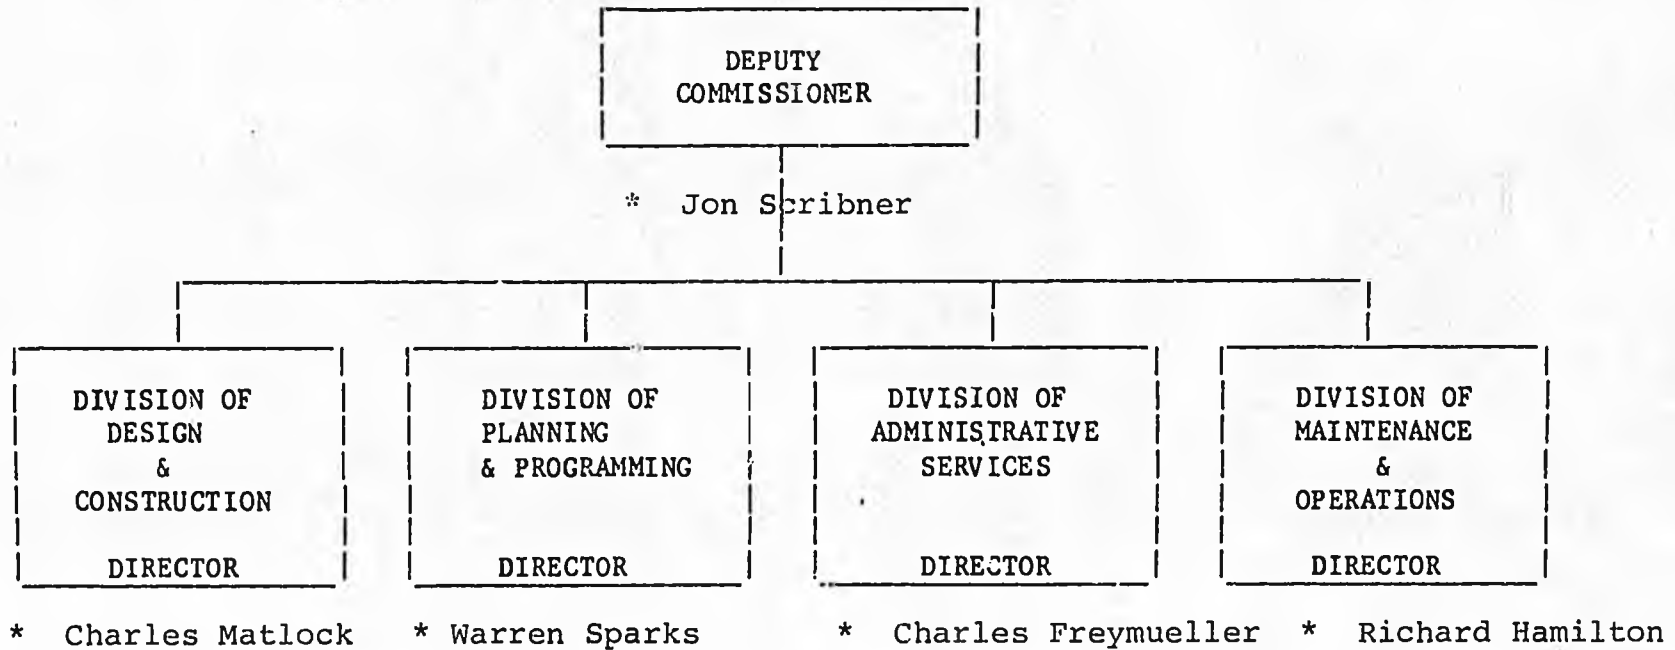 DEPUTY
COMMISSIONER
* Jon Scribner
DIVISION OF
DESIGN
&
CONSTRUCTION
DIRECTOR
* Charles Matlock
DIVISION OF
PLANNING
& PROGRAMMING
DIRECTOR
* Warren Sparks
DIVISION OF
ADMINISTRATIVE
SERVICES
DIRECTOR
* Charles Freymueller
DIVISION OF
MAINTENANCE
&
OPERATIONS
DIRECTOR
* Richard Hamilton